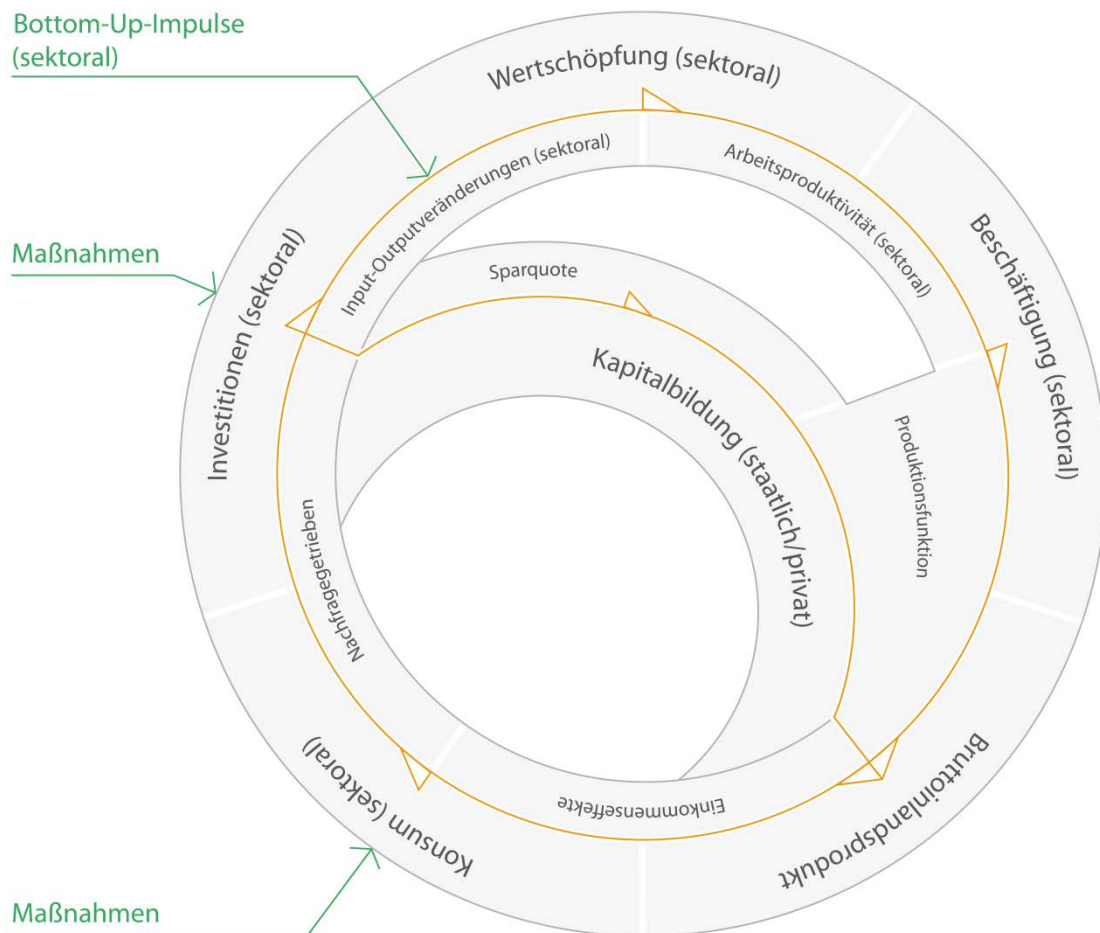 Bottom-Up-Impulse
(sektoral)
Wertschöpfung (sektoral)
Input-Outputveränderungen (sektoral)
Arbeitsproduktivität (sektoral)
Maßnahmen
Investitionen (sektoral)
Sparquote
Beschäftigung (sektoral)
Kapitalbildung (staatlich/privat)
Produktionsfunktion
Nachfragegetrieben
Bruttoinlandsprodukt
Einkommenseffekte
Konsum (sektoral)
Maßnahmen